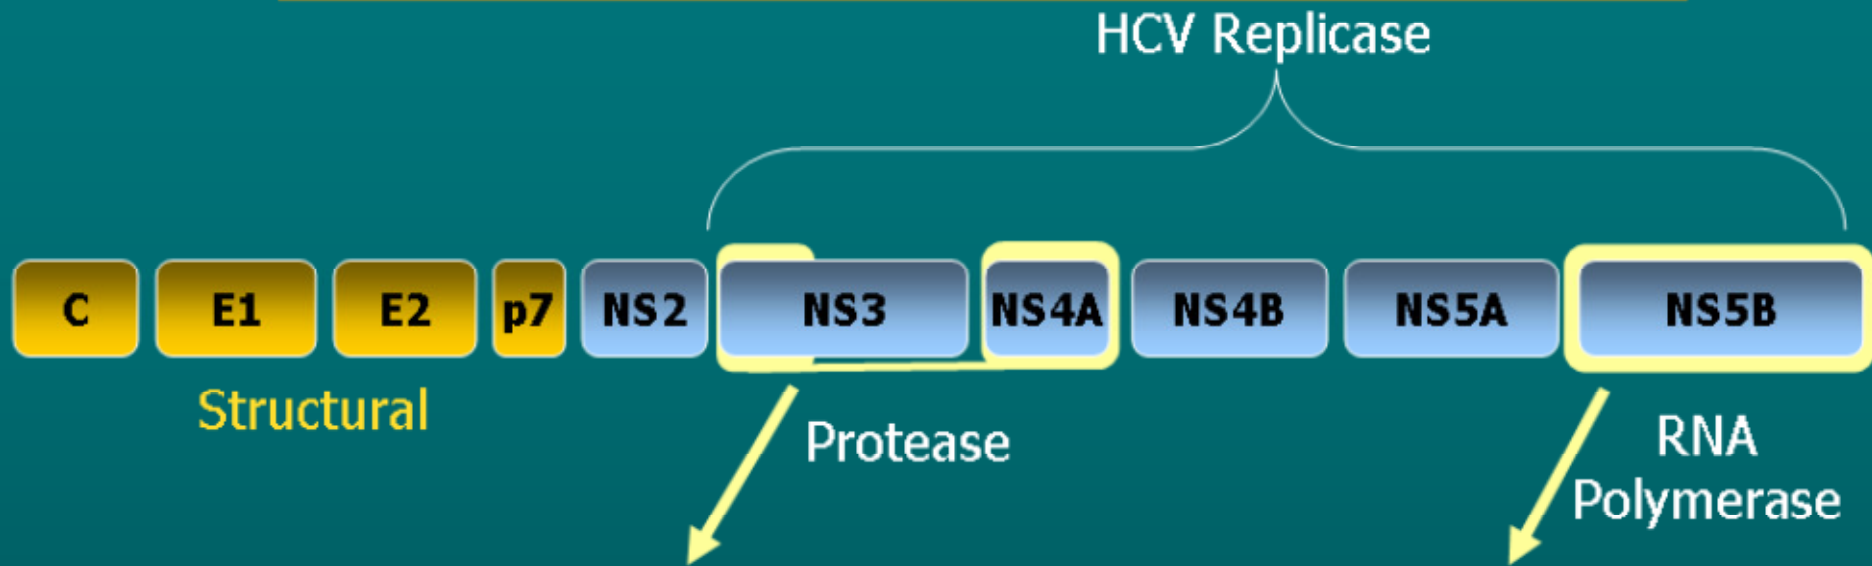 HCV Replicase
C E1 E2 p7 NS2 NS3 NS4A NS4B NS5A NS5B
Structural
Protease
RNA
Polymerase